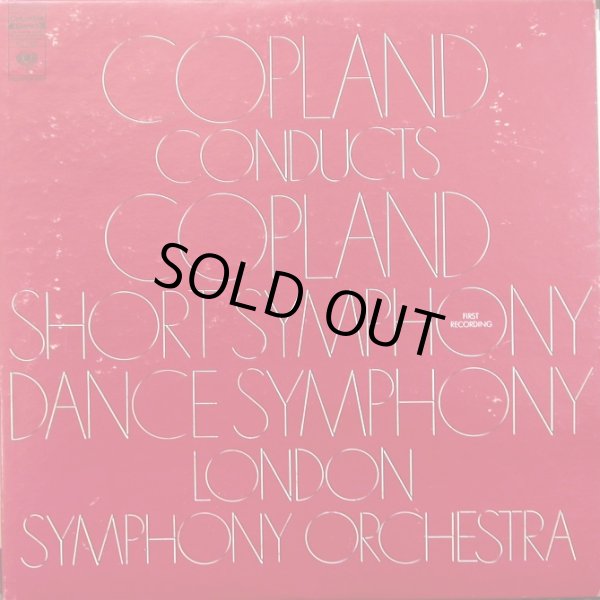 COPLAND
CONDUCTS
COPLAND
SHORT SYMPHONY
FIRST
RECORDING
DANCE SYMPHONY
LONDON
SYMPHONY ORCHESTRA
SOLD OUT